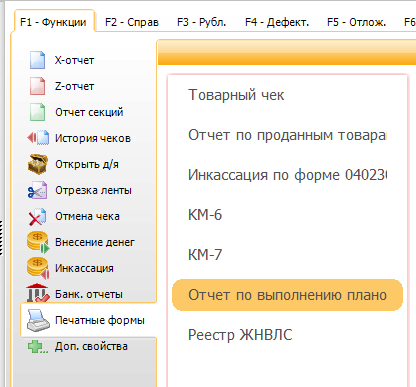 F1 - Функции F2 - Справ F3 - Рубл. F4 - Дефект. F5 - Отлож.
X-отчет
Z-отчет
Отчет секций
История чеков
Открыть д/я
Отрезка ленты
Отмена чека
Внесение денег
Инкассация
Банк. отчеты
Печатные формы
Доп. свойства
Товарный чек
Отчет по проданным товара
Инкассация по форме 040230
КМ-6
КМ-7
Отчет по выполнению плано
Реестр ЖНВЛС